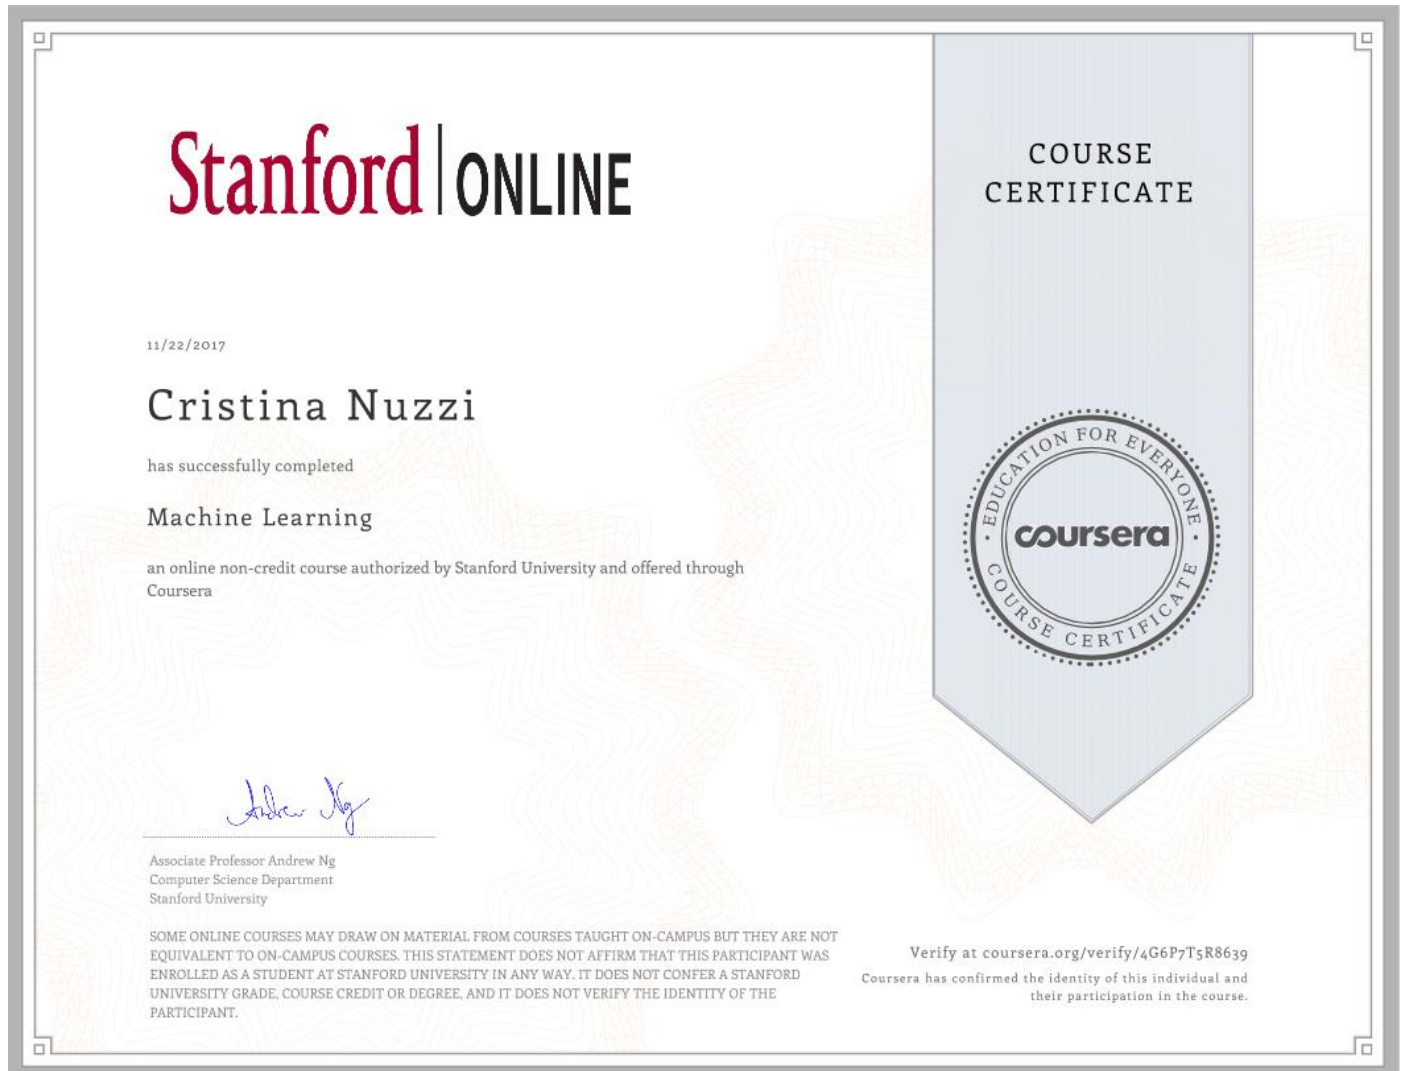 Stanford | ONLINE
COURSE
CERTIFICATE
11/22/2017
Cristina Nuzzi
has successfully completed
Machine Learning
an online non-credit course authorized by Stanford University and offered through
Coursera
EDUCATION FOR EVERYONE
coursera
COURSE CERTIFICATE
Andrew Ng
Associate Professor Andrew Ng
Computer Science Department
Stanford University
SOME ONLINE COURSES MAY DRAW ON MATERIAL FROM COURSES TAUGHT ON-CAMPUS BUT THEY ARE NOT
EQUIVALENT TO ON-CAMPUS COURSES. THIS STATEMENT DOES NOT AFFIRM THAT THIS PARTICIPANT WAS
ENROLLED AS A STUDENT AT STANFORD UNIVERSITY IN ANY WAY. IT DOES NOT CONFER A STANFORD
UNIVERSITY GRADE, COURSE CREDIT OR DEGREE, AND IT DOES NOT VERIFY THE IDENTITY OF THE
PARTICIPANT.
Verify at coursera.org/verify/4G6P7T5R8639
Coursera has confirmed the identity of this individual and
their participation in the course.